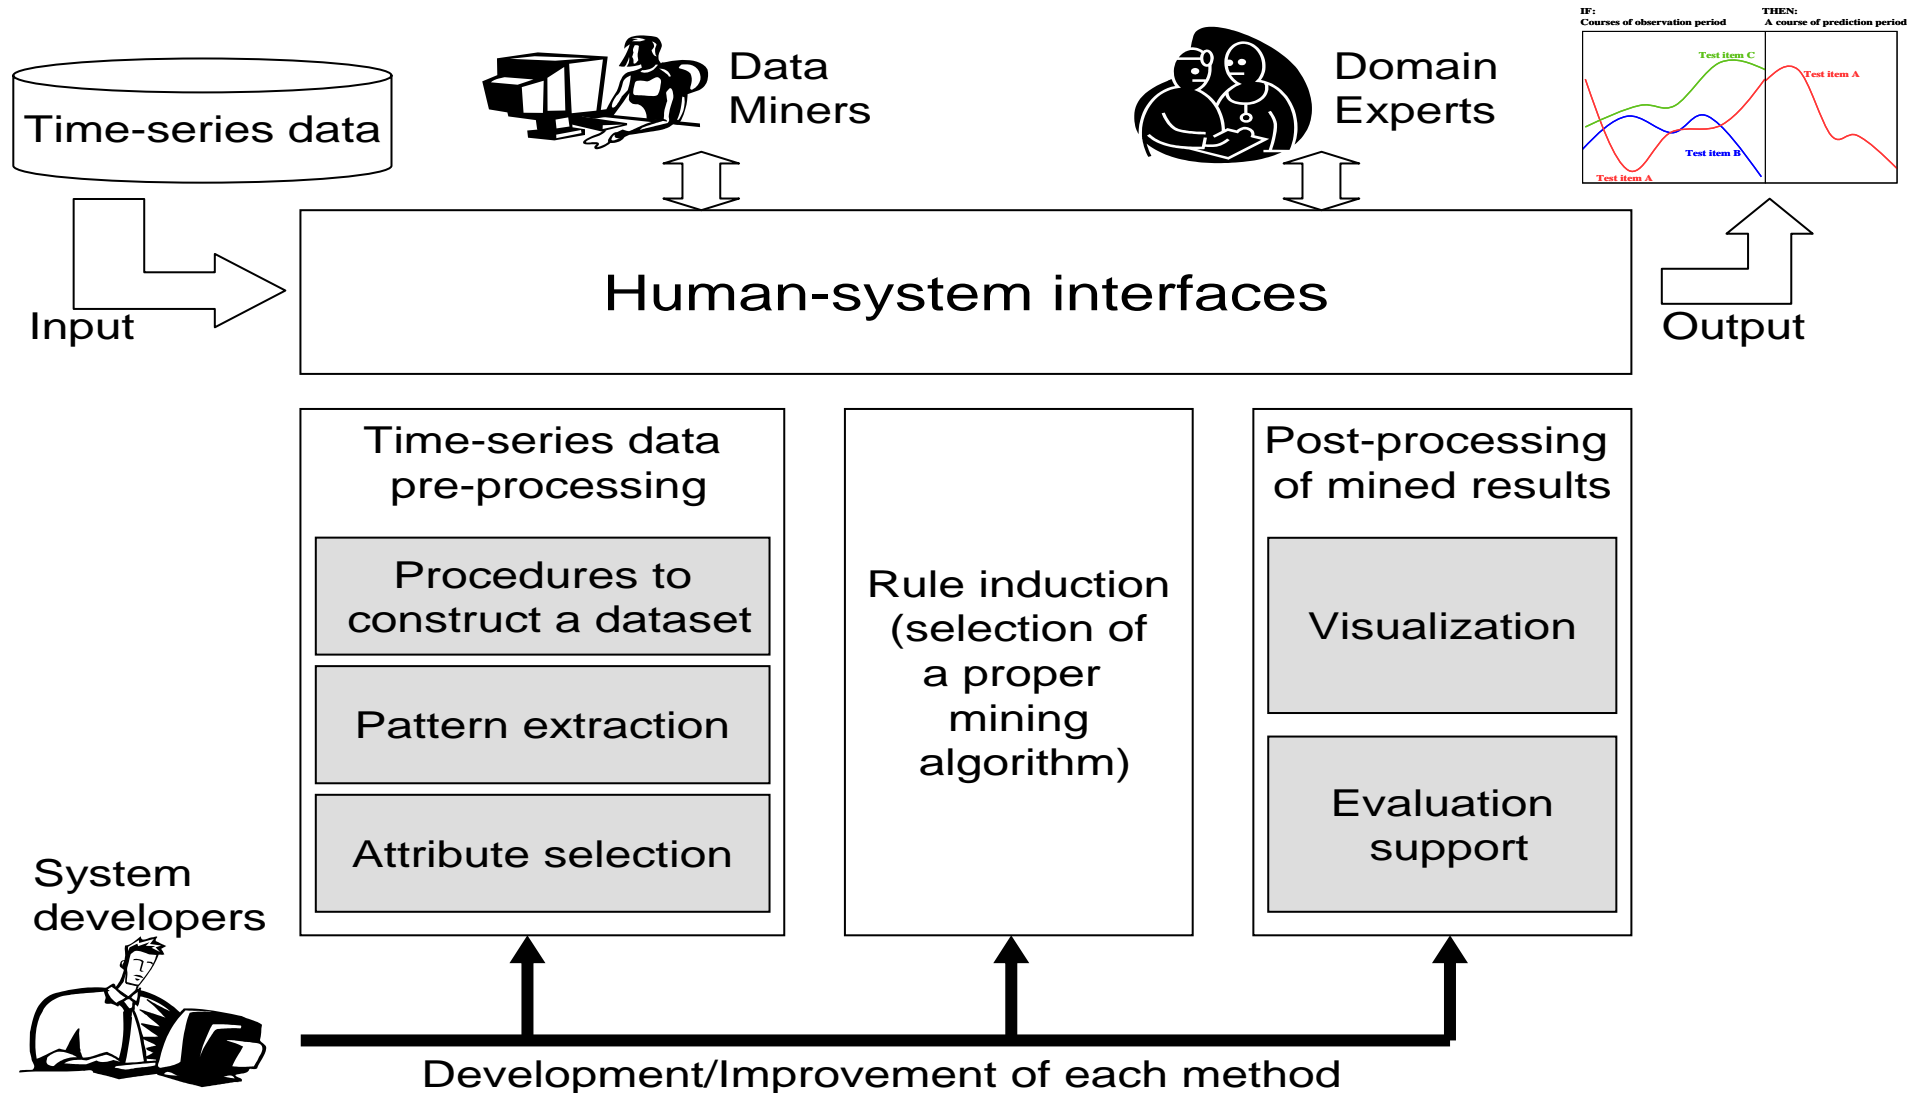 IF:
Courses of observation period
THEN:
A course of prediction period
Test item C
Test item A
Test item B
Test item A
Time-series data
Data
Miners
Domain
Experts
Input
Human-system interfaces
Output
Time-series data
pre-processing
Procedures to
construct a dataset
Pattern extraction
Attribute selection
Rule induction
(selection of
a proper
mining
algorithm)
Post-processing
of mined results
Visualization
Evaluation
support
System
developers
Development/Improvement of each method